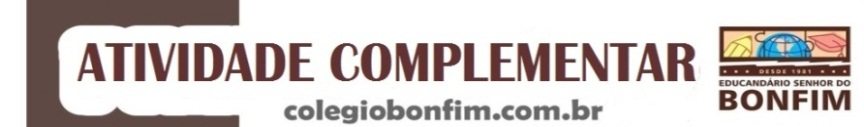 ATIVIDADE COMPLEMENTAR
colegiobonfim.com.br
• • • DESDE 1981 • • •
EDUCANDÁRIO SENHOR DO
BONFIM